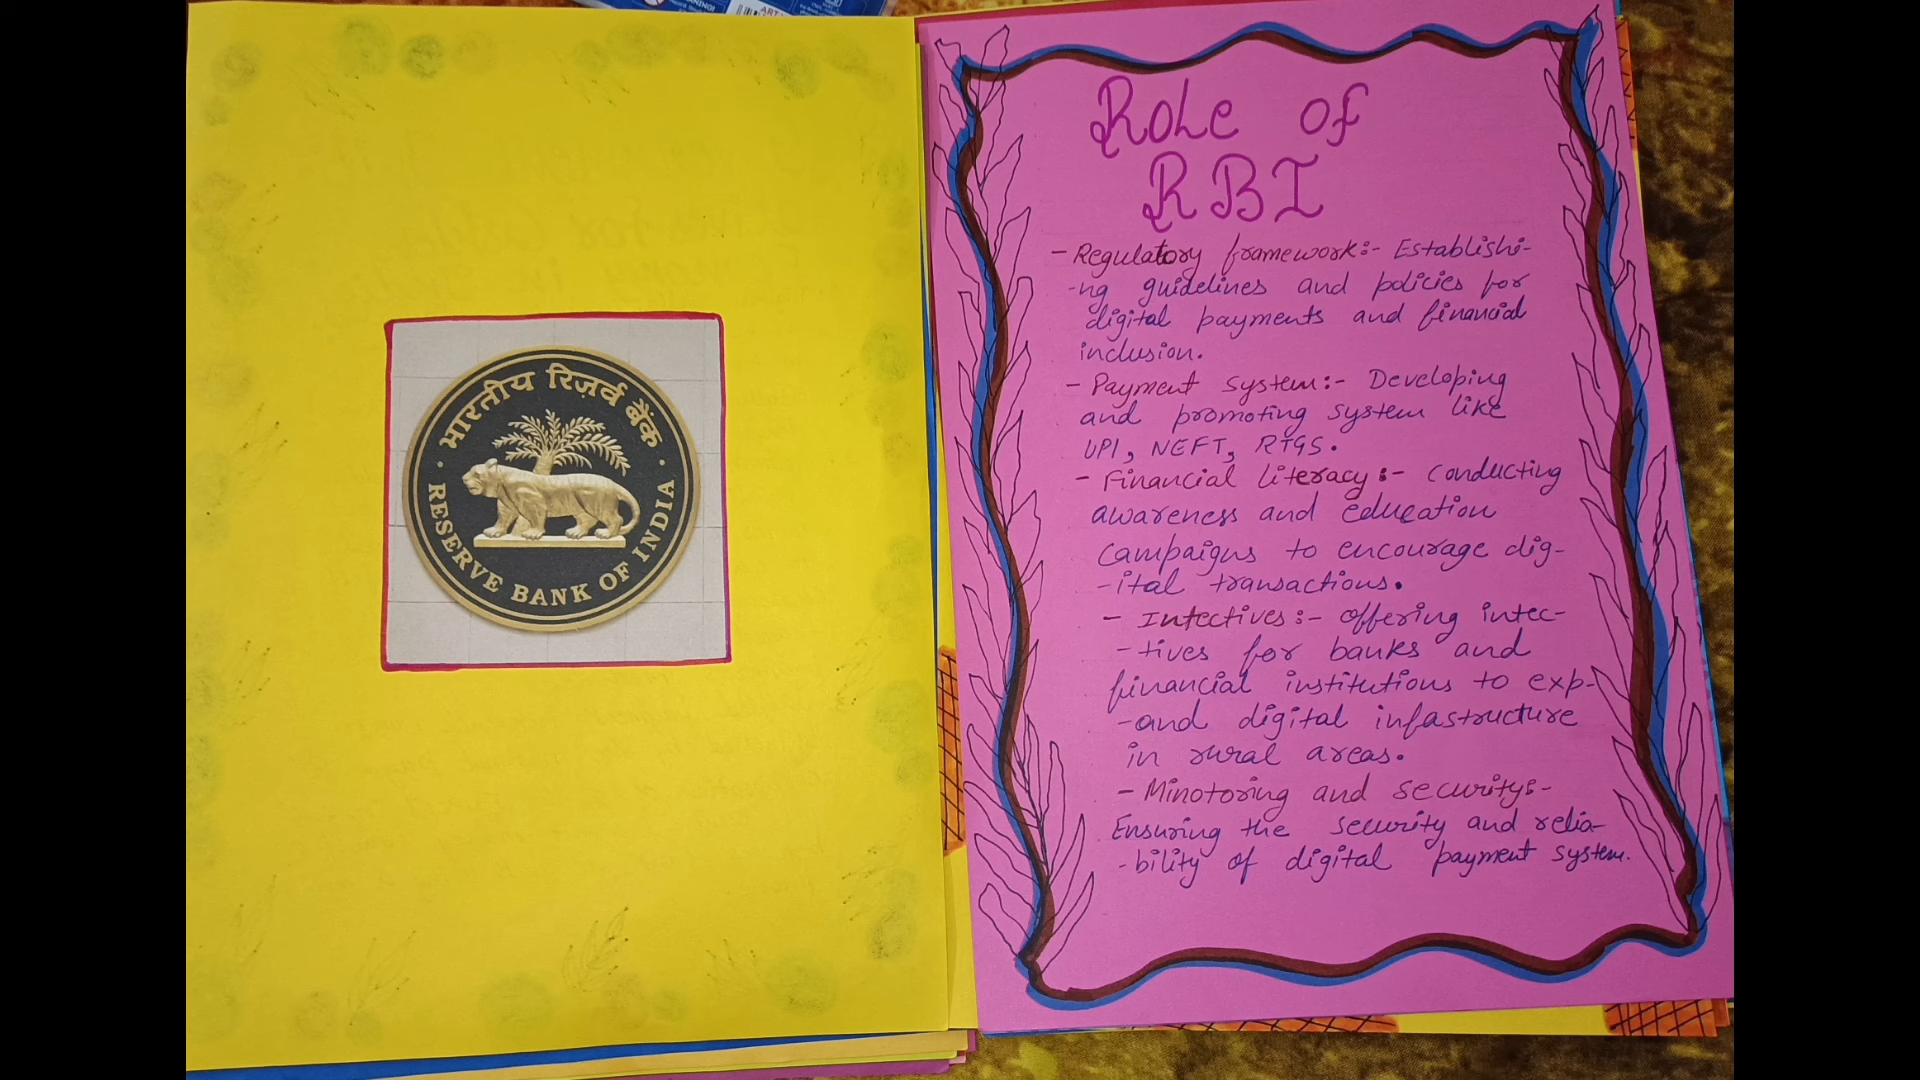 भारतीय रिज़र्व बैंक
RESERVE BANK OF INDIA
Role of
RBI
- Regulatory framework:- Establishi-
-ng guidelines and policies for
digital payments and financial
inclusion.
- Payment system:- Developing
and promoting system like
UPI, NEFT, RTGS.
- Financial literacy:- conducting
awareness and education
campaigns to encourage dig-
-ital transactions.
- Intectives:- offering intec-
-tives for banks and
financial institutions to exp-
-and digital infastructure
in rural areas.
- Minotoring and security:-
Ensuring the security and relia-
-bility of digital payment system.